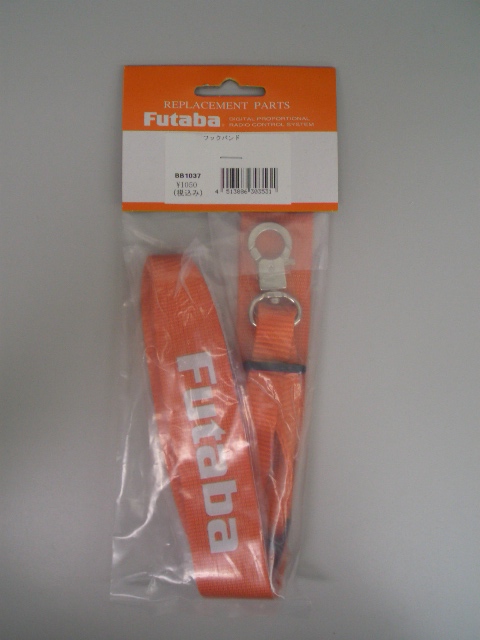 REPLACEMENT PARTS
Futaba
DIGITAL PROPORTIONAL
RADIO CONTROL SYSTEM
フックバンド
BB1037
¥1050
(税込み)
Futaba